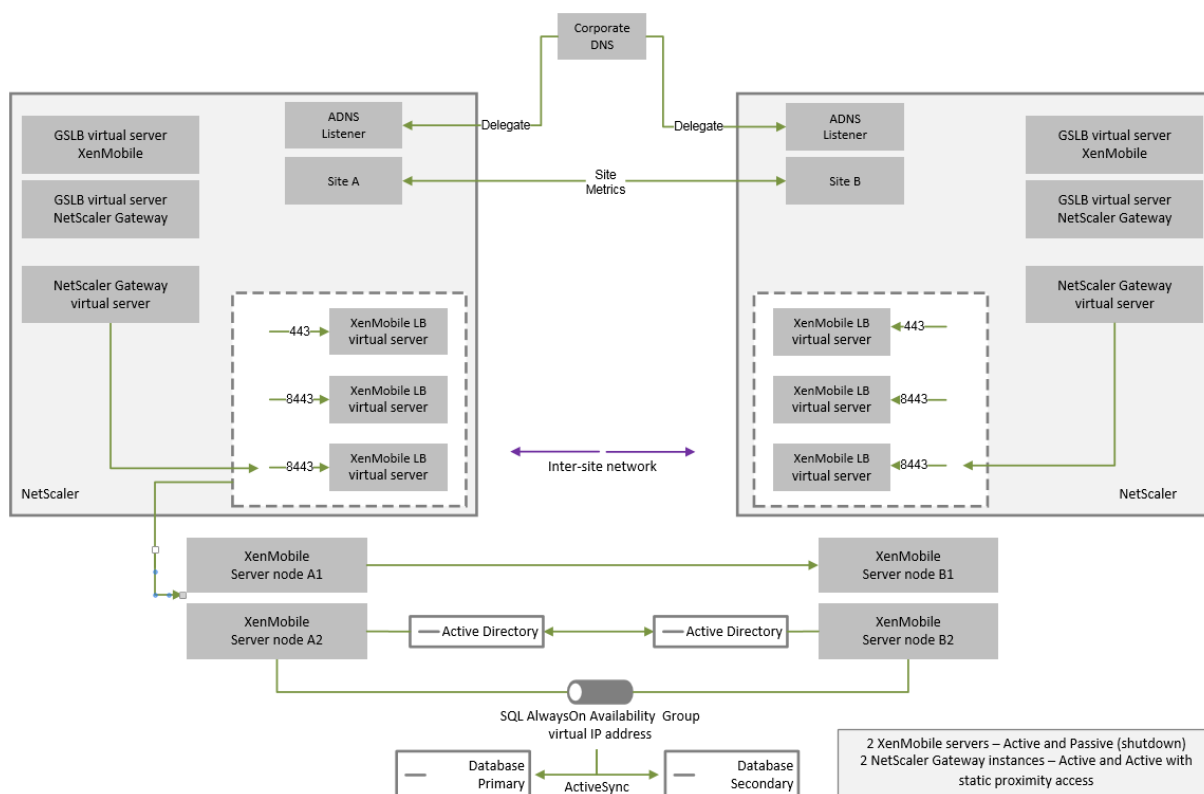 Corporate
DNS
ADNS
Listener
Delegate
Delegate
ADNS
Listener
GSLB virtual server
XenMobile
GSLB virtual server
XenMobile
Site A
Site
Metrics
Site B
GSLB virtual server
NetScaler Gateway
GSLB virtual server
NetScaler Gateway
NetScaler Gateway
virtual server
NetScaler Gateway
virtual server
443
XenMobile LB
virtual server
XenMobile LB
virtual server
443
8443
XenMobile LB
virtual server
XenMobile LB
virtual server
8443
8443
XenMobile LB
virtual server
XenMobile LB
virtual server
8443
Inter-site network
NetScaler
NetScaler
XenMobile
Server node A1
XenMobile
Server node B1
XenMobile
Server node A2
Active Directory
Active Directory
XenMobile
Server node B2
SQL AlwaysOn Availability Group
virtual IP address
Database
Primary
ActiveSync
Database
Secondary
2 XenMobile servers – Active and Passive (shutdown)
2 NetScaler Gateway instances – Active and Active with
static proximity access